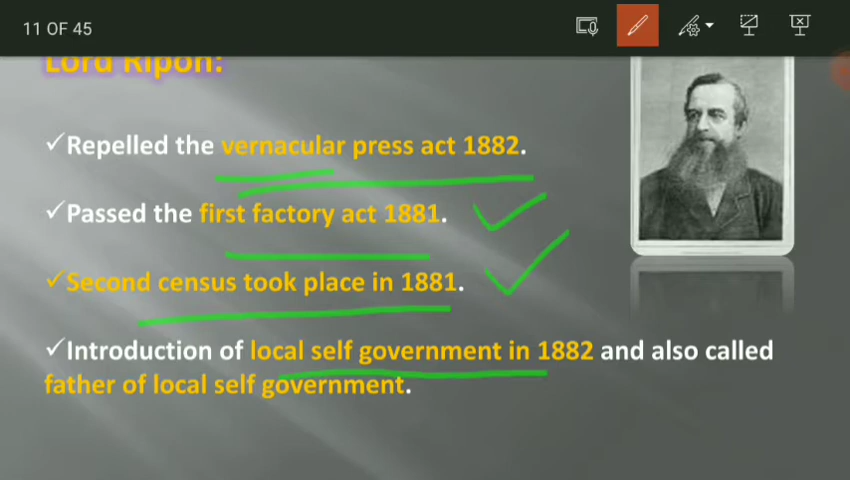 11 OF 45
Lord Ripon:
✓Repelled the vernacular press act 1882.
✓Passed the first factory act 1881.
✓Second census took place in 1881.
✓Introduction of local self government in 1882 and also called
father of local self government.